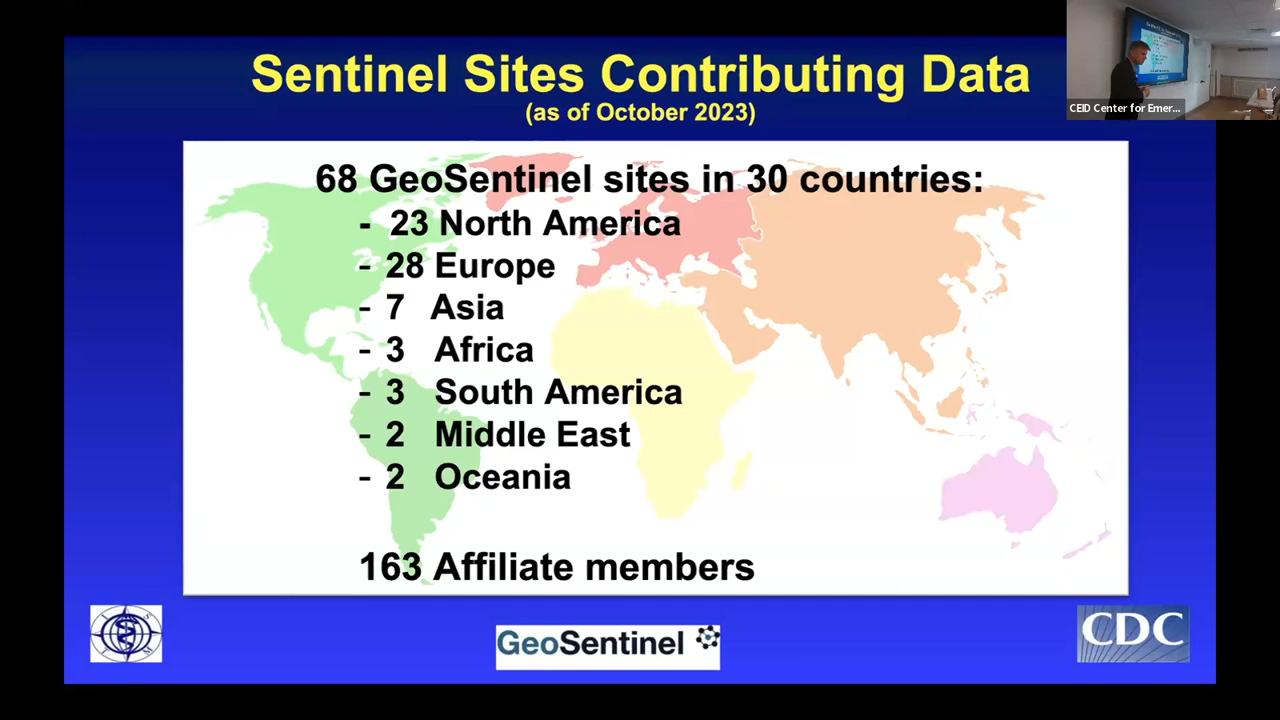 Sentinel Sites Contributing Data
(as of October 2023)
CEID Center for Emer...
68 GeoSentinel sites in 30 countries:
- 23 North America
- 28 Europe
- 7 Asia
- 3 Africa
- 3 South America
- 2 Middle East
- 2 Oceania
163 Affiliate members
GeoSentinel
CDC